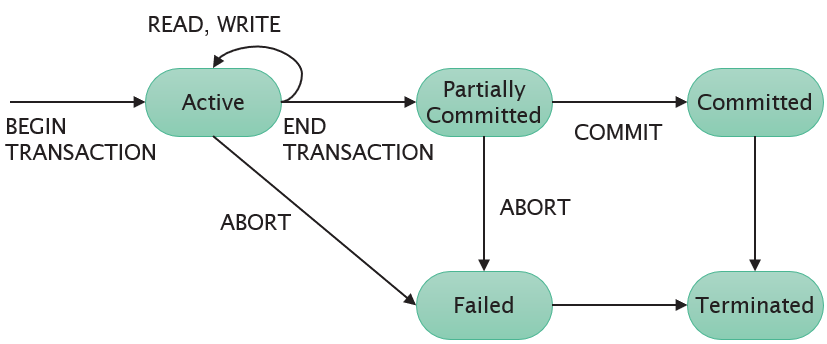 READ, WRITE
Active
Partially
Committed
Committed
BEGIN
TRANSACTION
END
TRANSACTION
COMMIT
ABORT
ABORT
Failed
Terminated